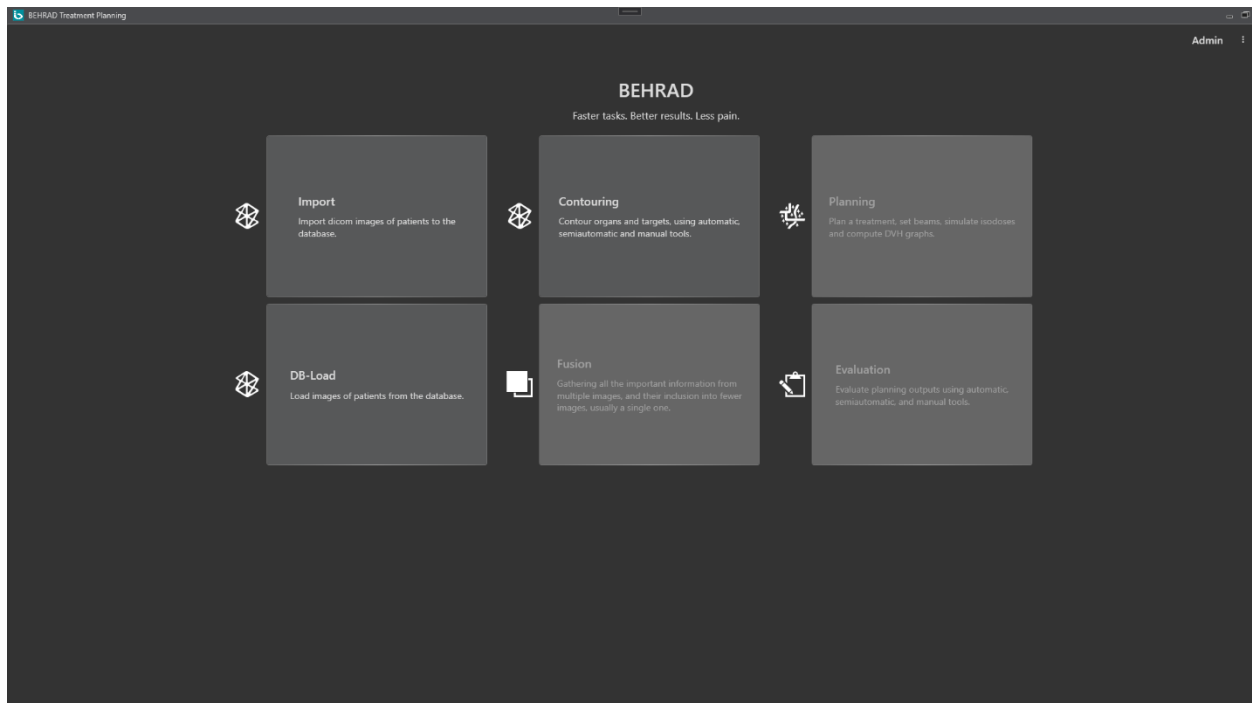 BEHRAD Treatment Planning
Admin
BEHRAD
Faster tasks. Better results. Less pain.
Import
Import dicom images of patients to the
database.
Contouring
Contour organs and targets, using automatic,
semiautomatic and manual tools.
Planning
Plan a treatment, set beams, simulate isodoses
and compute DVH graphs.
DB-Load
Load images of patients from the database.
Fusion
Gathering all the important information from
multiple images, and their inclusion into fewer
images, usually a single one.
Evaluation
Evaluate planning outputs using automatic,
semiautomatic, and manual tools.